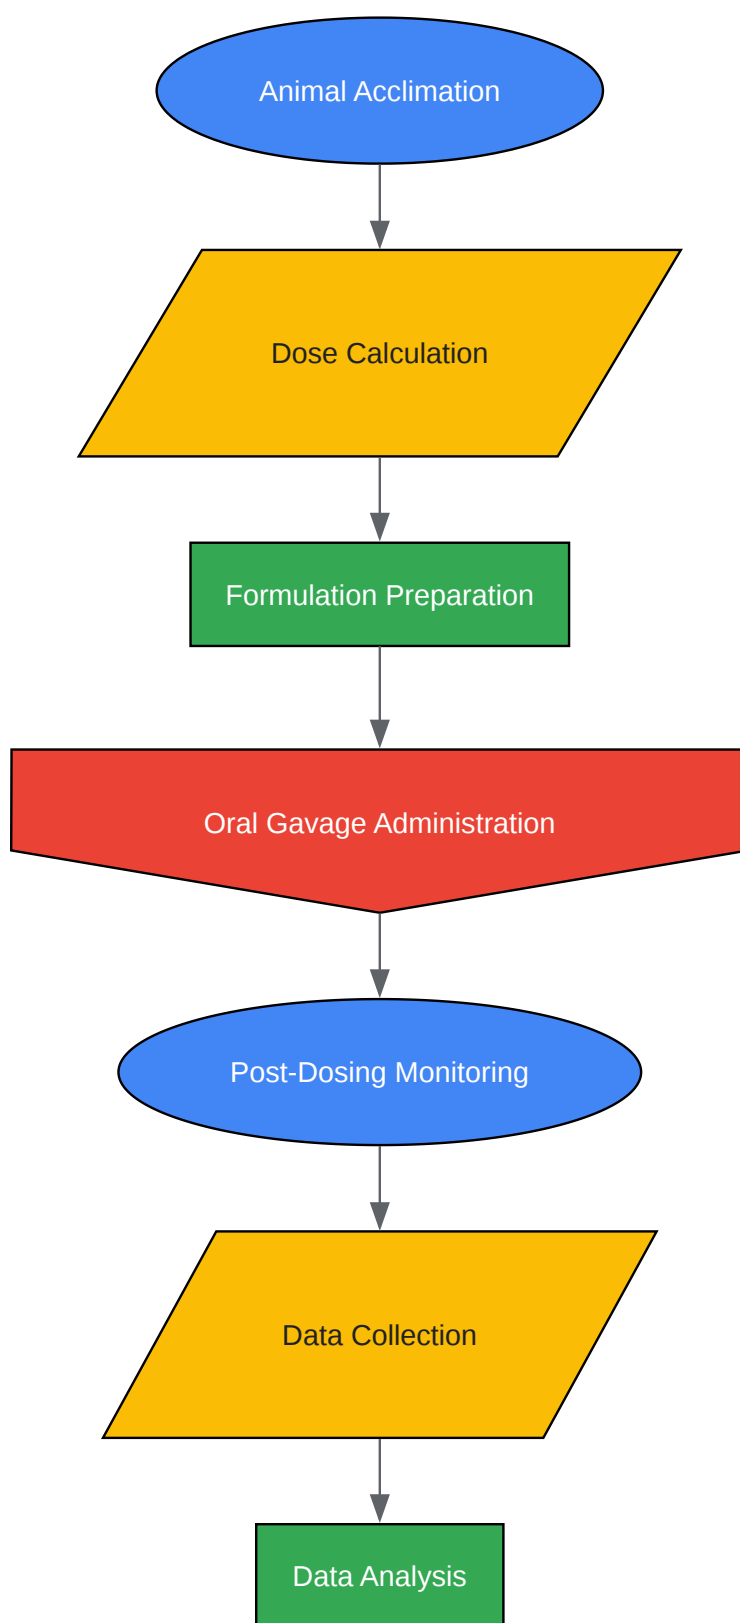 Animal Acclimation
Dose Calculation
Formulation Preparation
Oral Gavage Administration
Post-Dosing Monitoring
Data Collection
Data Analysis